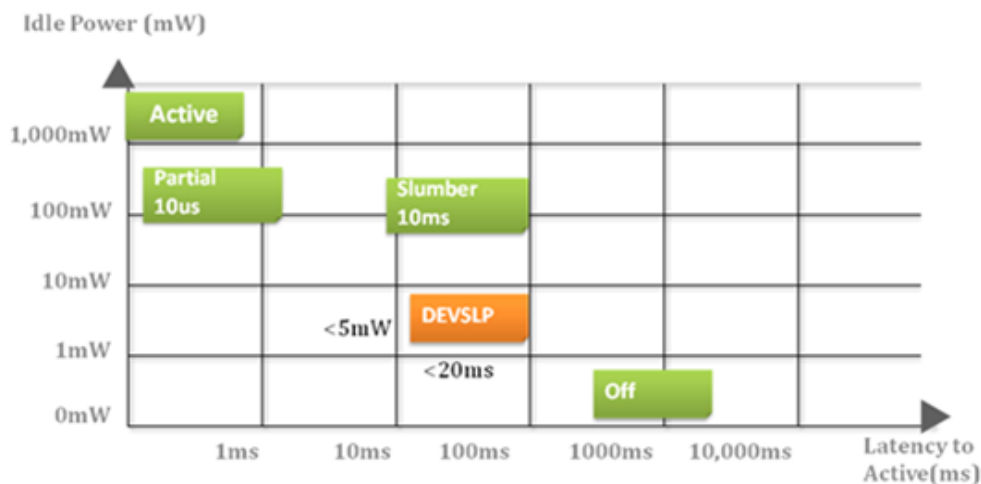 Idle Power (mW)
Active
1,000mW
Partial
10us
Slumber
10ms
100mW
10mW
DEVSLP
<5mW
1mW
<20ms
Off
0mW
1ms
10ms
100ms
1000ms
10,000ms
Latency to
Active(ms)